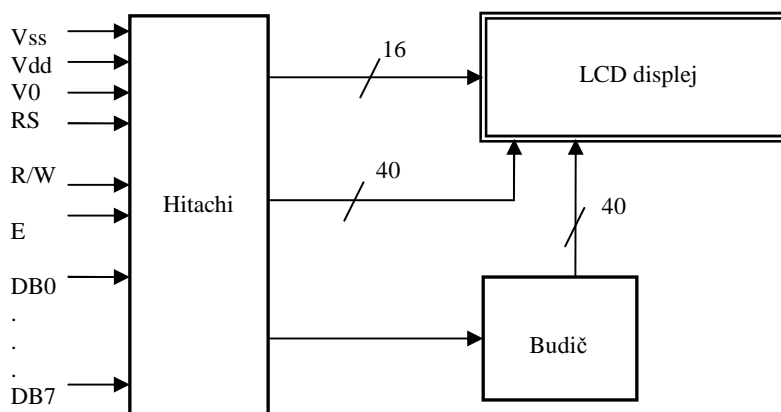 Vss
Vdd
V0
RS
R/W
E
DB0
.
.
.
DB7
Hitachi
16
40
LCD displej
40
Budič